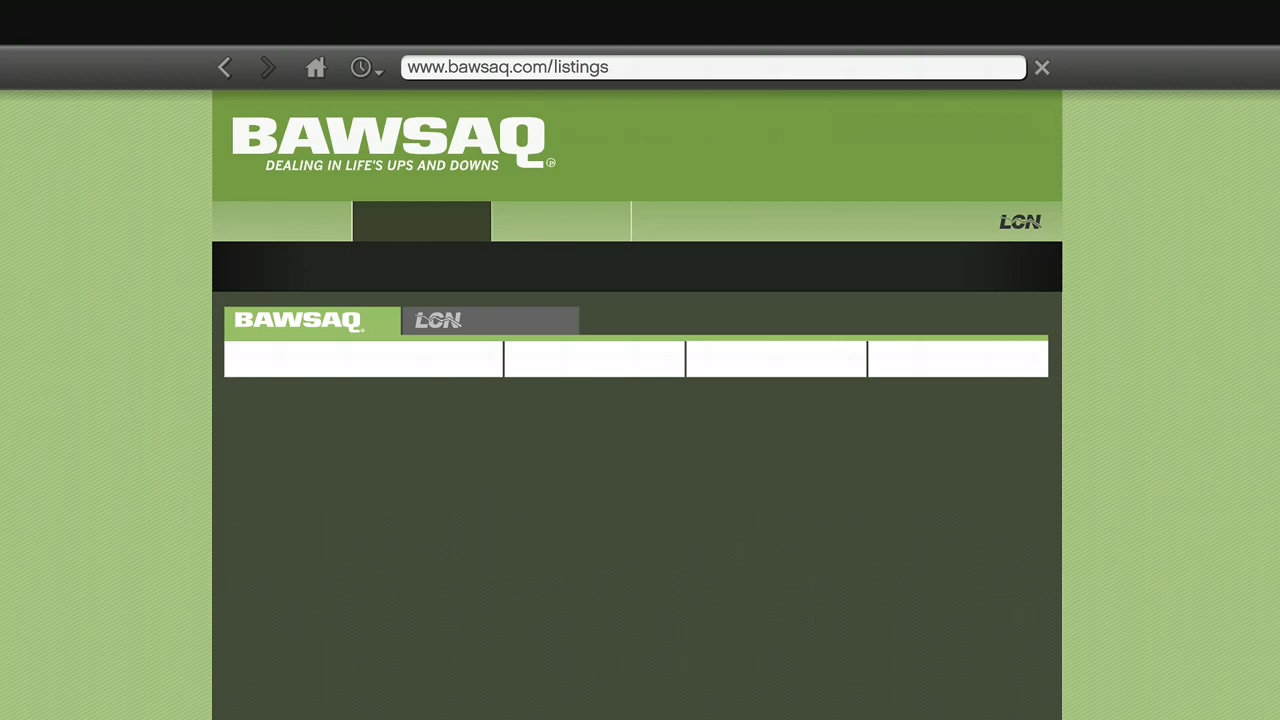 www.bawsaq.com/listings
BAWSAQ
DEALING IN LIFE'S UPS AND DOWNS
LCN
BAWSAQ
LCN